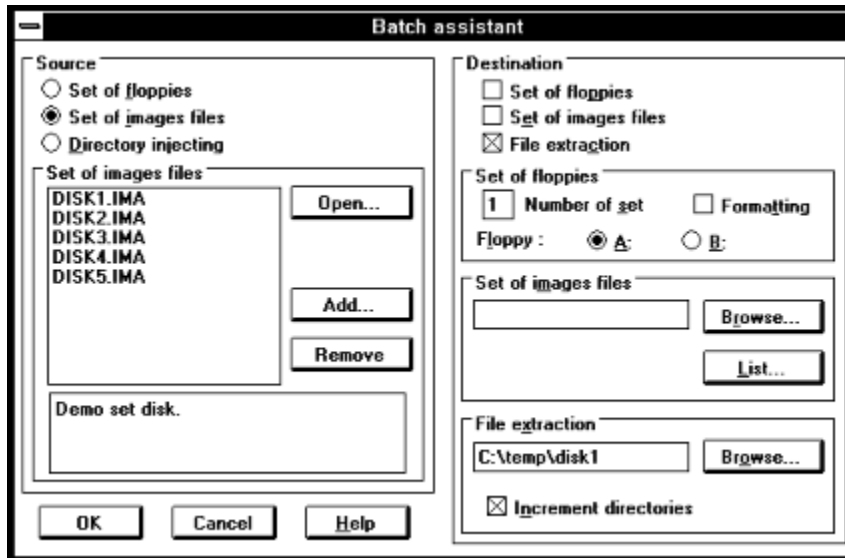 Batch assistant
Source
Set of floppies
Set of images files
Directory injecting
Set of images files
DISK1.IMA
DISK2.IMA
DISK3.IMA
DISK4.IMA
DISK5.IMA
Open...
Add...
Remove
Demo set disk.
OK
Cancel
Help
Destination
Set of floppies
Set of images files
File extraction
Set of floppies
1 Number of set
Formatting
Floppy : A: B:
Set of images files
Browse...
List...
File extraction
C:\temp\disk1
Browse...
Increment directories